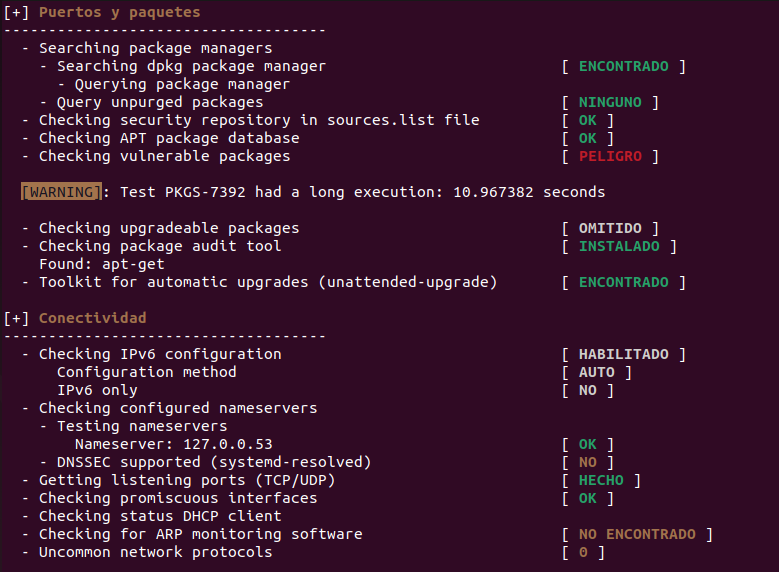 [+] Puertos y paquetes
------------------------------------
- Searching package managers
- Searching dpkg package manager [ ENCONTRADO ]
- Querying package manager
- Query unpurged packages [ NINGUNO ]
- Checking security repository in sources.list file [ OK ]
- Checking APT package database [ OK ]
- Checking vulnerable packages [ PELIGRO ]
[WARNING]: Test PKGS-7392 had a long execution: 10.967382 seconds
- Checking upgradeable packages [ OMITIDO ]
- Checking package audit tool [ INSTALADO ]
Found: apt-get
- Toolkit for automatic upgrades (unattended-upgrade) [ ENCONTRADO ]
[+] Conectividad
------------------------------------
- Checking IPv6 configuration [ HABILITADO ]
Configuration method [ AUTO ]
IPv6 only [ NO ]
- Checking configured nameservers
- Testing nameservers
Nameserver: 127.0.0.53 [ OK ]
- DNSSEC supported (systemd-resolved) [ NO ]
- Getting listening ports (TCP/UDP) [ HECHO ]
- Checking promiscuous interfaces [ OK ]
- Checking status DHCP client
- Checking for ARP monitoring software [ NO ENCONTRADO ]
- Uncommon network protocols [ 0 ]